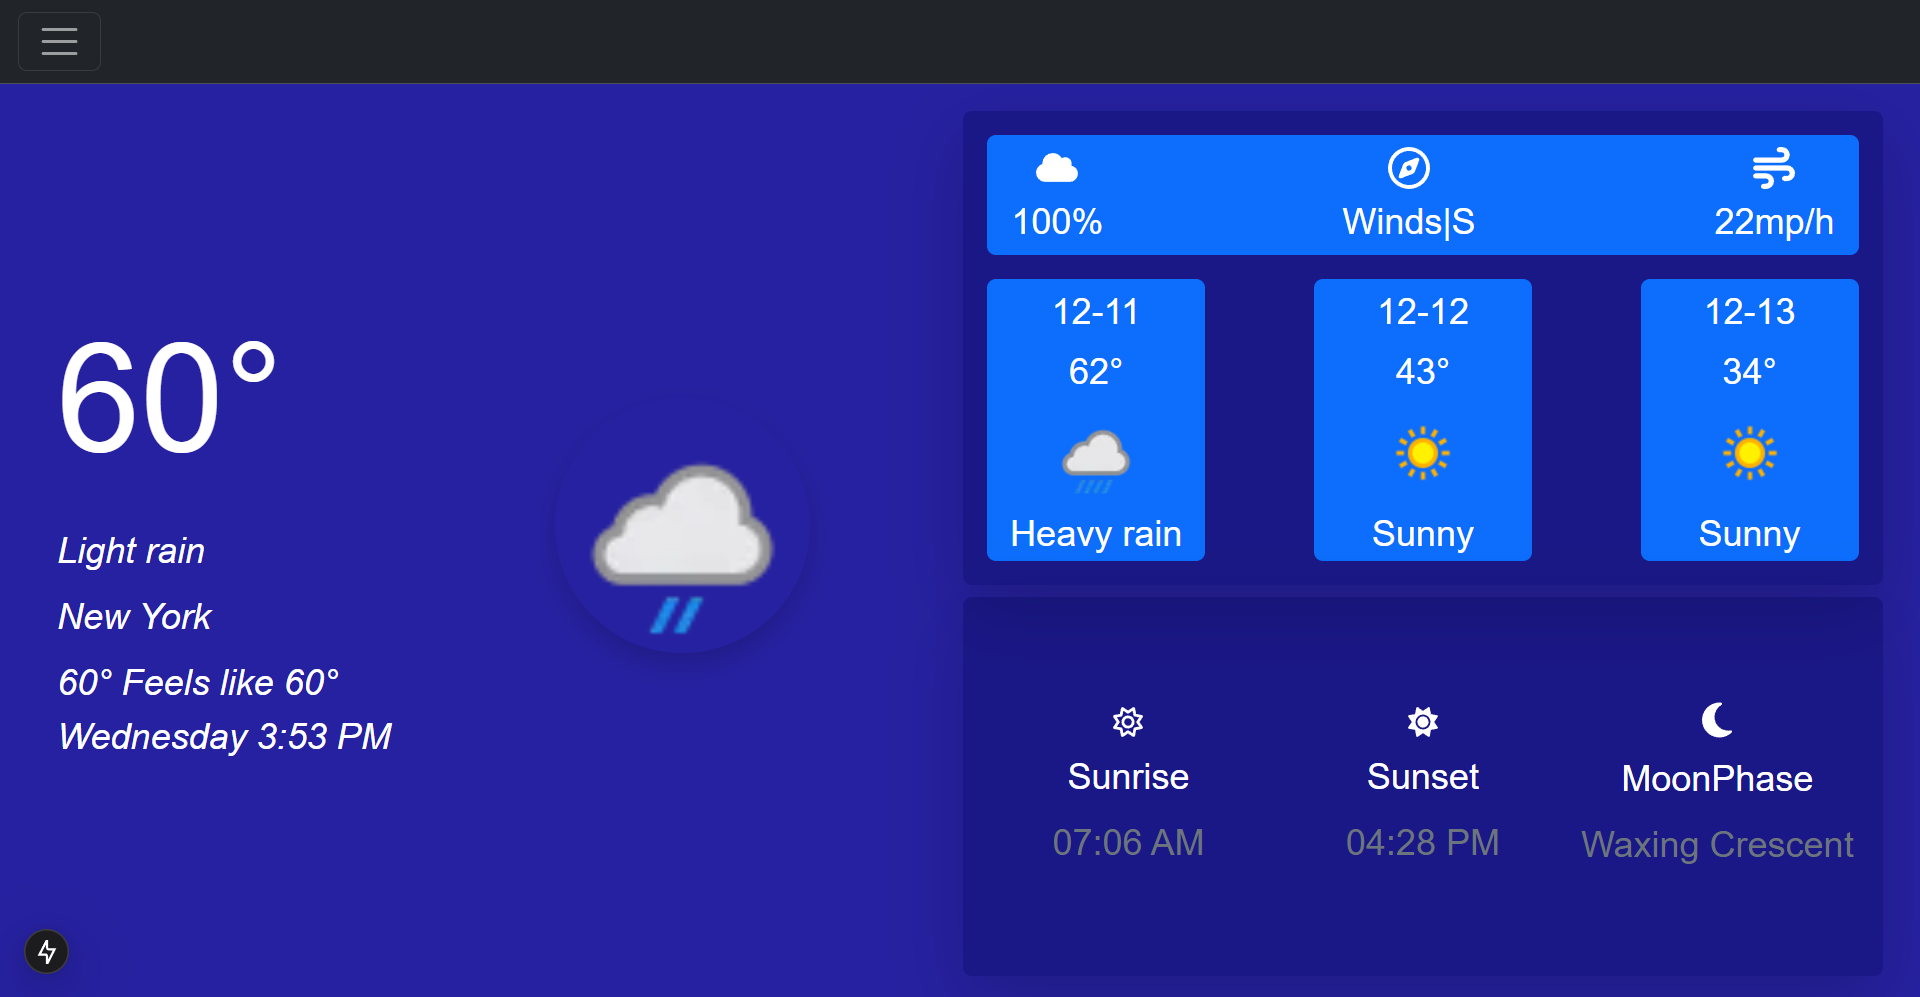 60°
Light rain
New York
60° Feels like 60°
Wednesday 3:53 PM
100%
Winds|S
22mp/h
12-11
62°
Heavy rain
12-12
43°
Sunny
12-13
34°
Sunny
Sunrise
07:06 AM
Sunset
04:28 PM
MoonPhase
Waxing Crescent